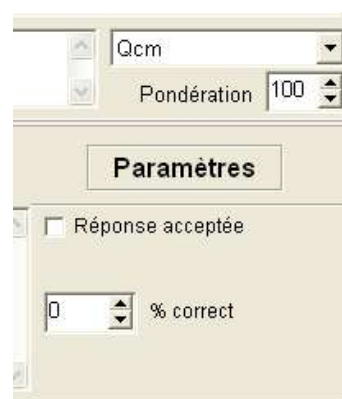 Qcm
Pondération 100
Paramètres
Réponse acceptée
0 % correct